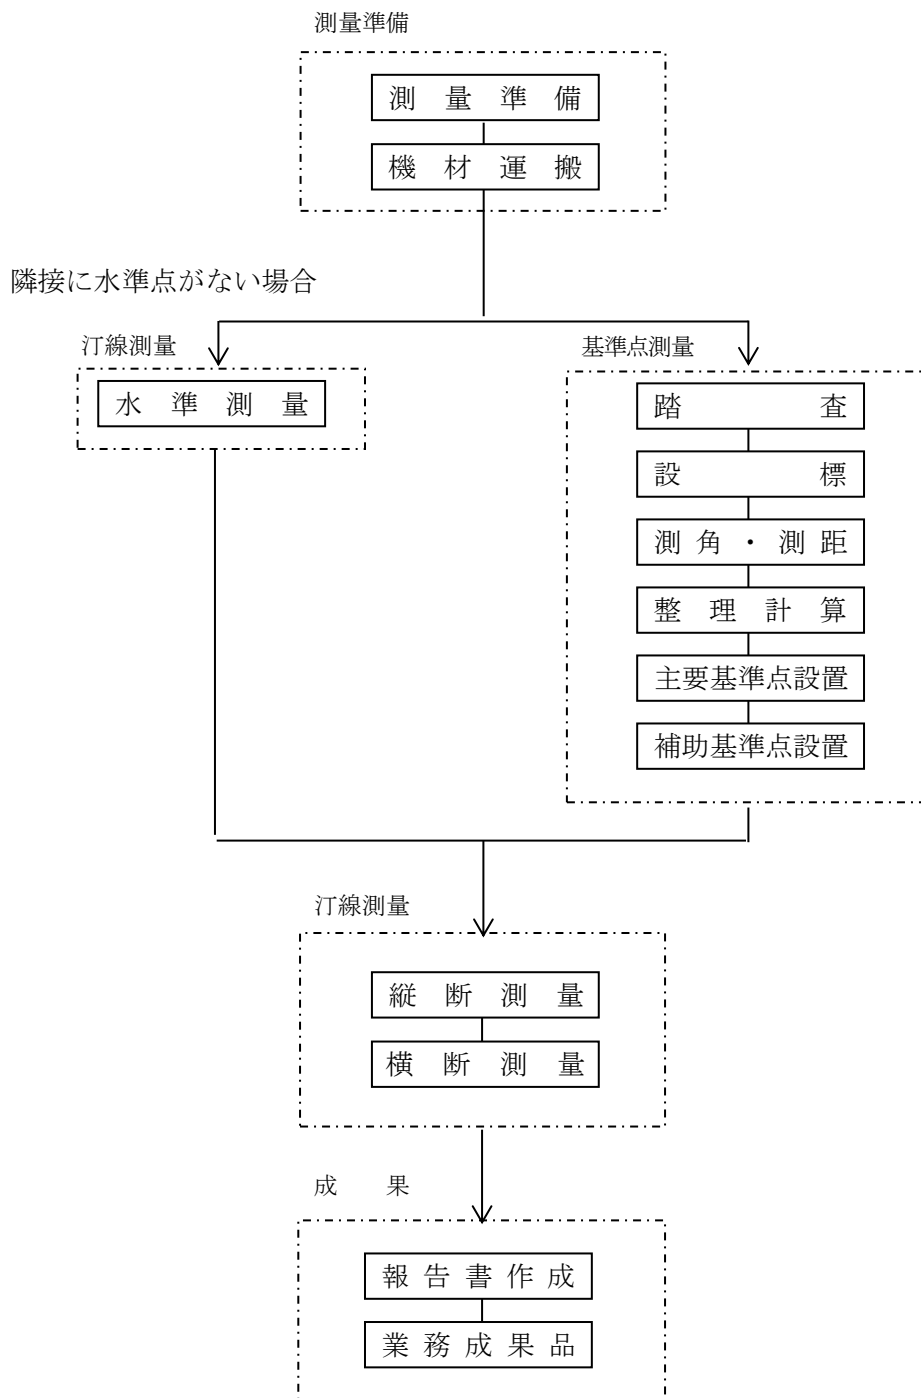 測量準備
測量準備
機材運搬
隣接に水準点がない場合
汀線測量
水準測量
基準点測量
踏査
設標
測角・測距
整理計算
主要基準点設置
補助基準点設置
汀線測量
縦断測量
横断測量
成果
報告書作成
業務成果品